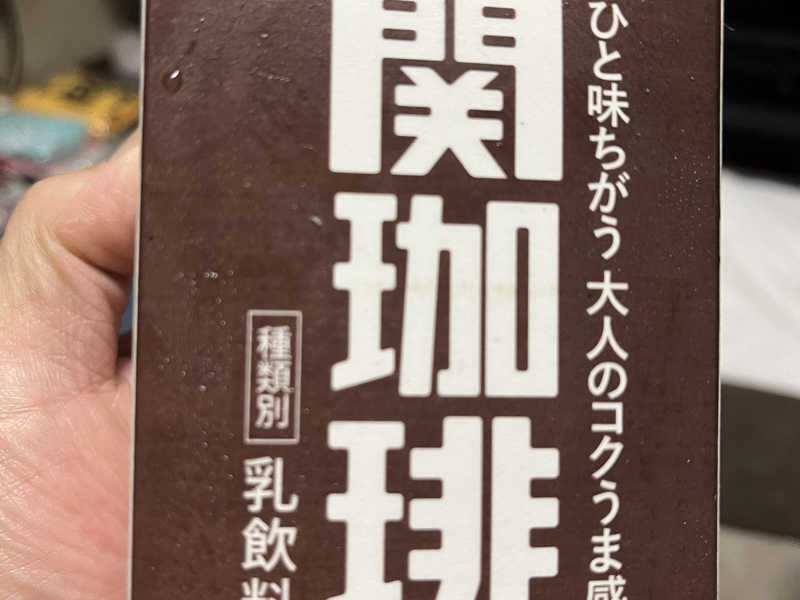 ひと味ちがう 大人のコクうま感
関珈琲
種類別
乳飲料